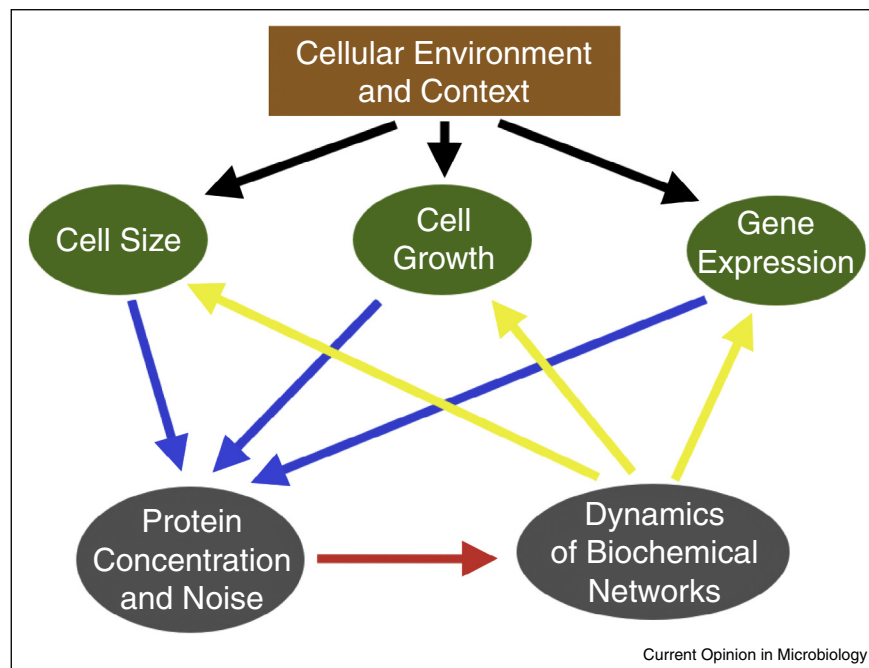 Cellular Environment
and Context
Cell Size
Cell
Growth
Gene
Expression
Protein
Concentration
and Noise
Dynamics
of Biochemical
Networks
Current Opinion in Microbiology